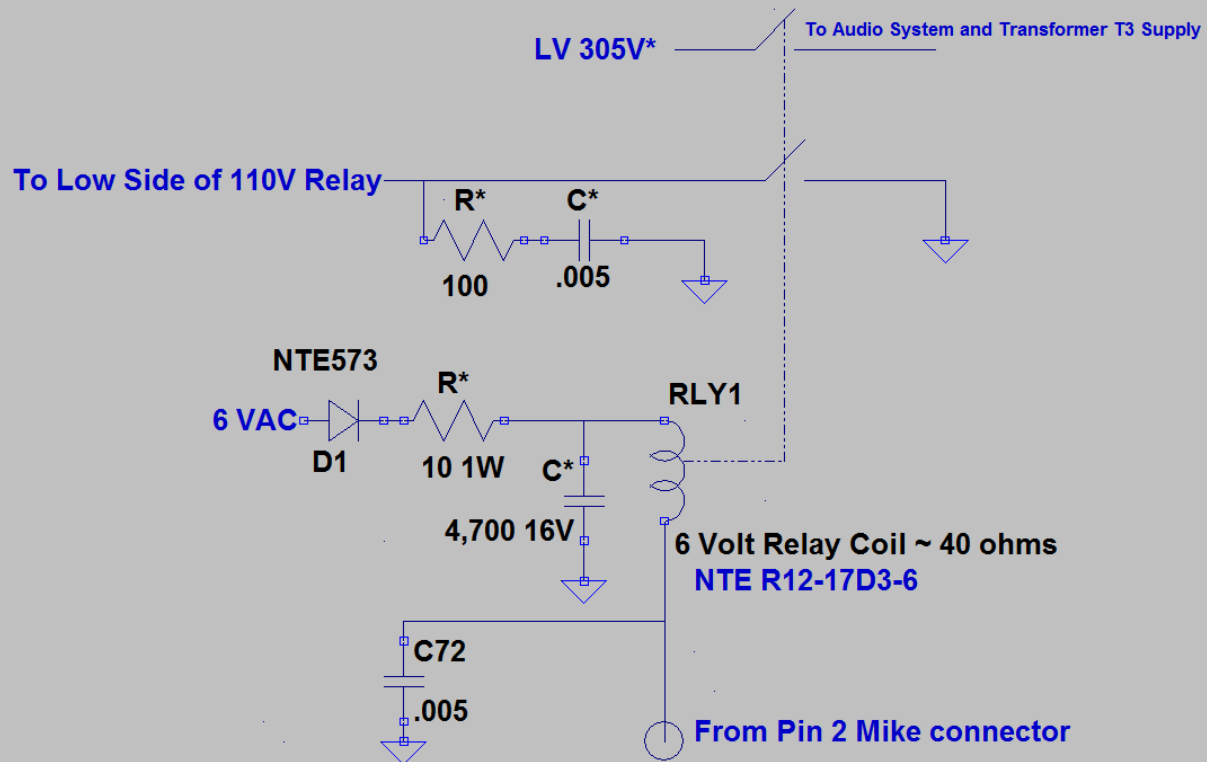 To Audio System and Transformer T3 Supply
LV 305V*
To Low Side of 110V Relay
R*
C*
100
.005
NTE573
R*
RLY1
6 VAC
D1
10 1W
C*
4,700 16V
6 Volt Relay Coil ~ 40 ohms
NTE R12-17D3-6
C72
.005
From Pin 2 Mike connector